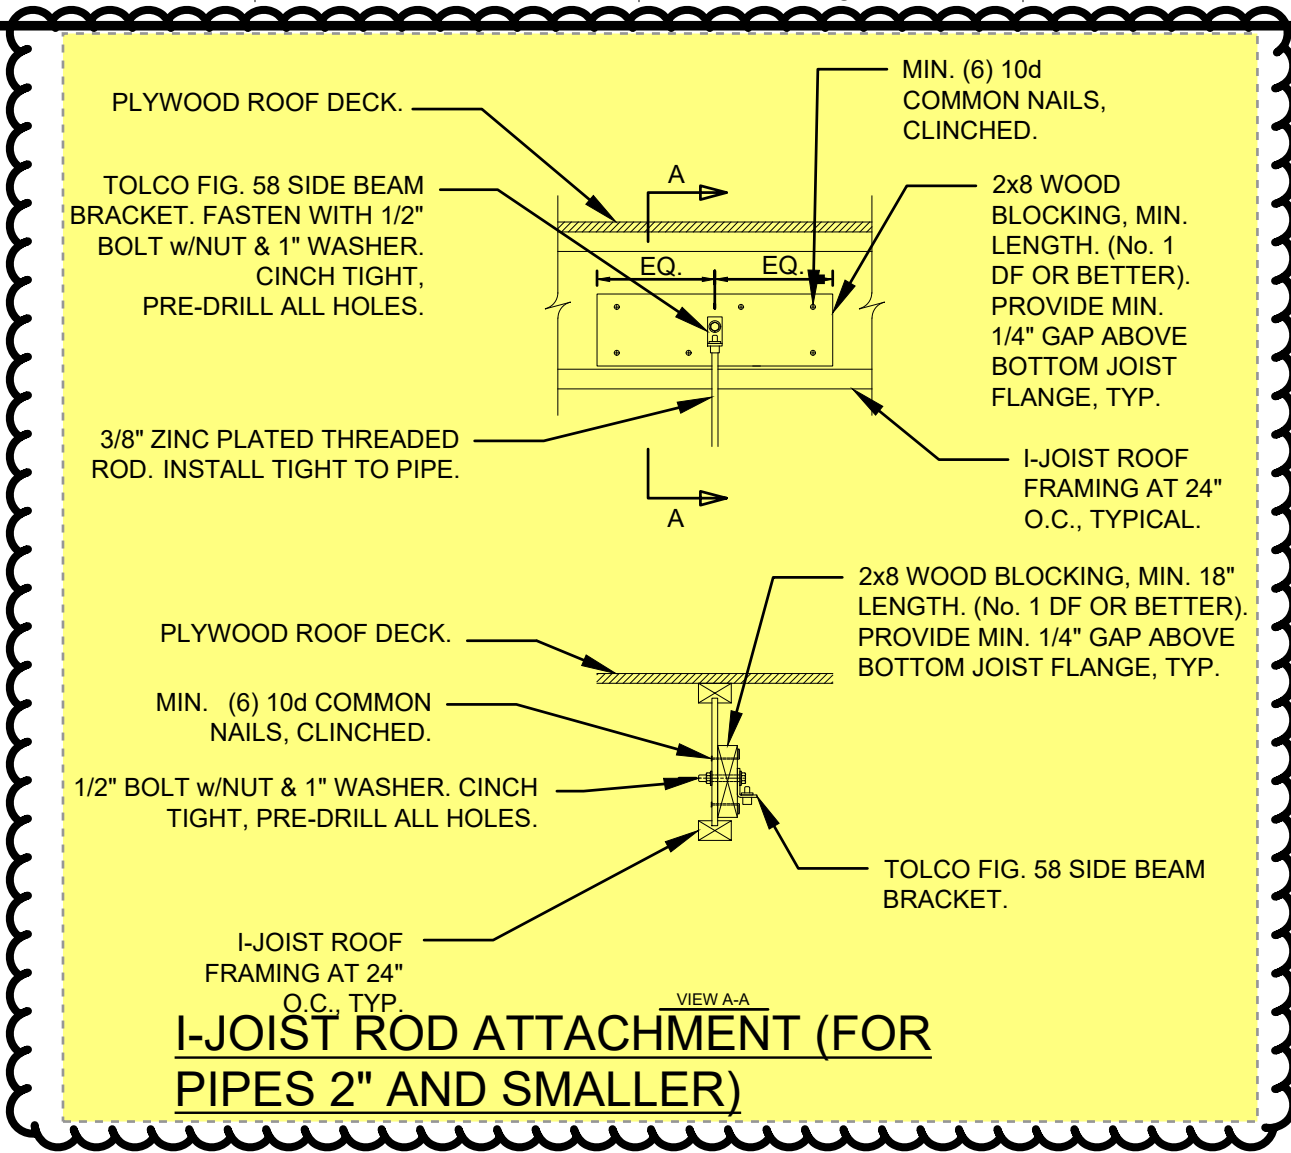 PLYWOOD ROOF DECK.
MIN. (6) 10d
COMMON NAILS,
CLINCHED.
TOLCO FIG. 58 SIDE BEAM
BRACKET. FASTEN WITH 1/2"
BOLT w/NUT & 1" WASHER.
CINCH TIGHT,
PRE-DRILL ALL HOLES.
A
EQ.
EQ.
2x8 WOOD
BLOCKING, MIN.
LENGTH. (No. 1
DF OR BETTER).
PROVIDE MIN.
1/4" GAP ABOVE
BOTTOM JOIST
FLANGE, TYP.
3/8" ZINC PLATED THREADED
ROD. INSTALL TIGHT TO PIPE.
A
I-JOIST ROOF
FRAMING AT 24"
O.C., TYPICAL.
2x8 WOOD BLOCKING, MIN. 18"
LENGTH. (No. 1 DF OR BETTER).
PROVIDE MIN. 1/4" GAP ABOVE
BOTTOM JOIST FLANGE, TYP.
PLYWOOD ROOF DECK.
MIN. (6) 10d COMMON
NAILS, CLINCHED.
1/2" BOLT w/NUT & 1" WASHER. CINCH
TIGHT, PRE-DRILL ALL HOLES.
TOLCO FIG. 58 SIDE BEAM
BRACKET.
I-JOIST ROOF
FRAMING AT 24"
O.C., TYP.
VIEW A-A
I-JOIST ROD ATTACHMENT (FOR
PIPES 2" AND SMALLER)